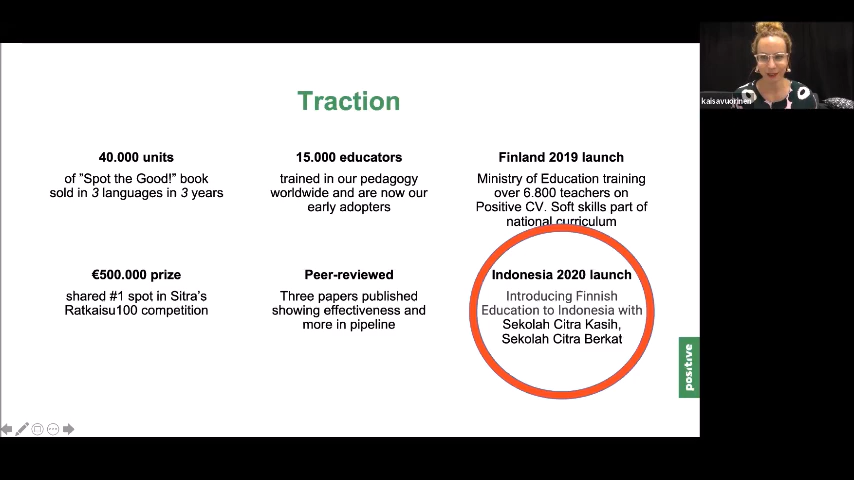 Traction
40.000 units
of "Spot the Good!" book
sold in 3 languages in 3 years
15.000 educators
trained in our pedagogy
worldwide and are now our
early adopters
Finland 2019 launch
Ministry of Education training
over 6.800 teachers on
Positive CV. Soft skills part of
national curriculum
€500.000 prize
shared #1 spot in Sitra's
Ratkaisu100 competition
Peer-reviewed
Three papers published
showing effectiveness and
more in pipeline
Indonesia 2020 launch
Introducing Finnish
Education to Indonesia with
Sekolah Citra Kasih,
Sekolah Citra Berkat
positive
kaisavuorinen